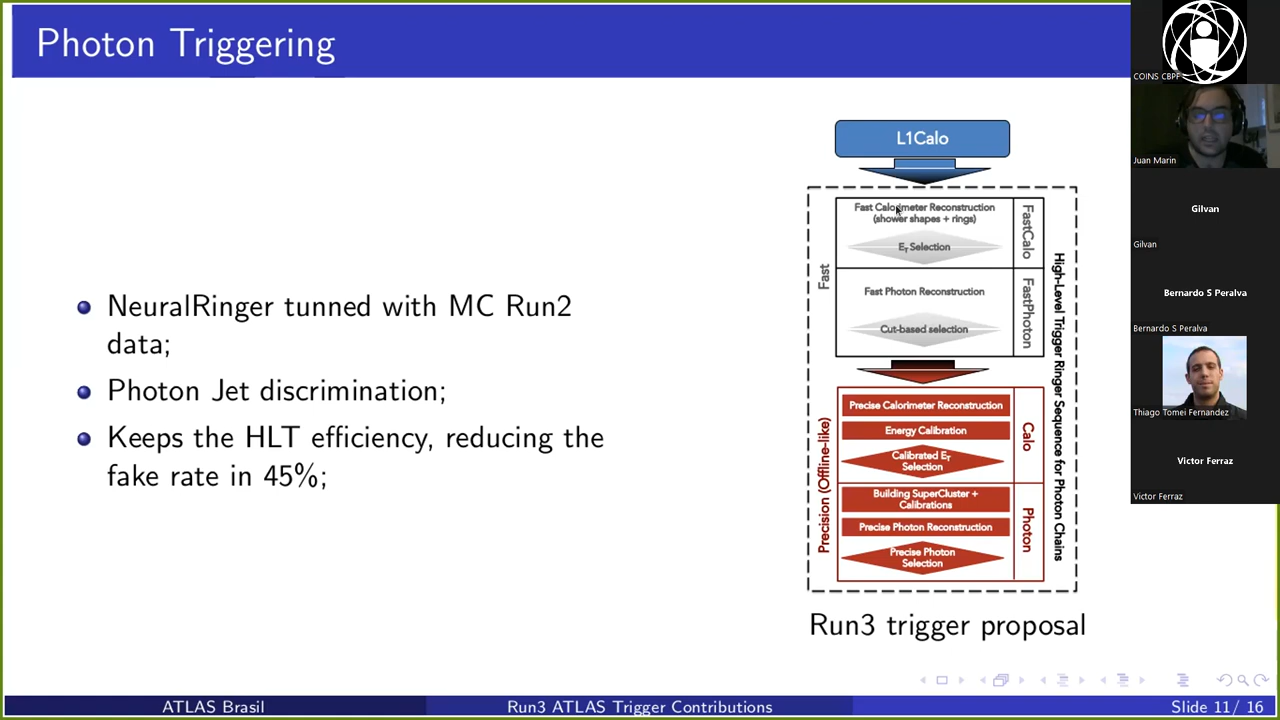 Photon Triggering
NeuralRinger tunned with MC Run2
data;
Photon Jet discrimination;
Keeps the HLT efficiency, reducing the
fake rate in 45%;
L1Calo
Fast
Fast Calorimeter Reconstruction
(shower shapes + rings)
ET Selection
FastCalo
Fast Photon Reconstruction
Cut-based selection
FastPhoton
Precision (Offline-like)
Precise Calorimeter Reconstruction
Energy Calibration
Calibrated ET
Selection
Calo
Building SuperCluster +
Calibrations
Precise Photon Reconstruction
Precise Photon
Selection
Photon
High-Level Trigger Ringer Sequence for Photon Chains
Run3 trigger proposal
COINS CBPF
Juan Marin
Gilvan
Gilvan
Bernardo S Peralva
Bernardo S Peralva
Thiago Tomei Fernandez
Victor Ferraz
Victor Ferraz
ATLAS Brasil
Run3 ATLAS Trigger Contributions
Slide 11/ 16